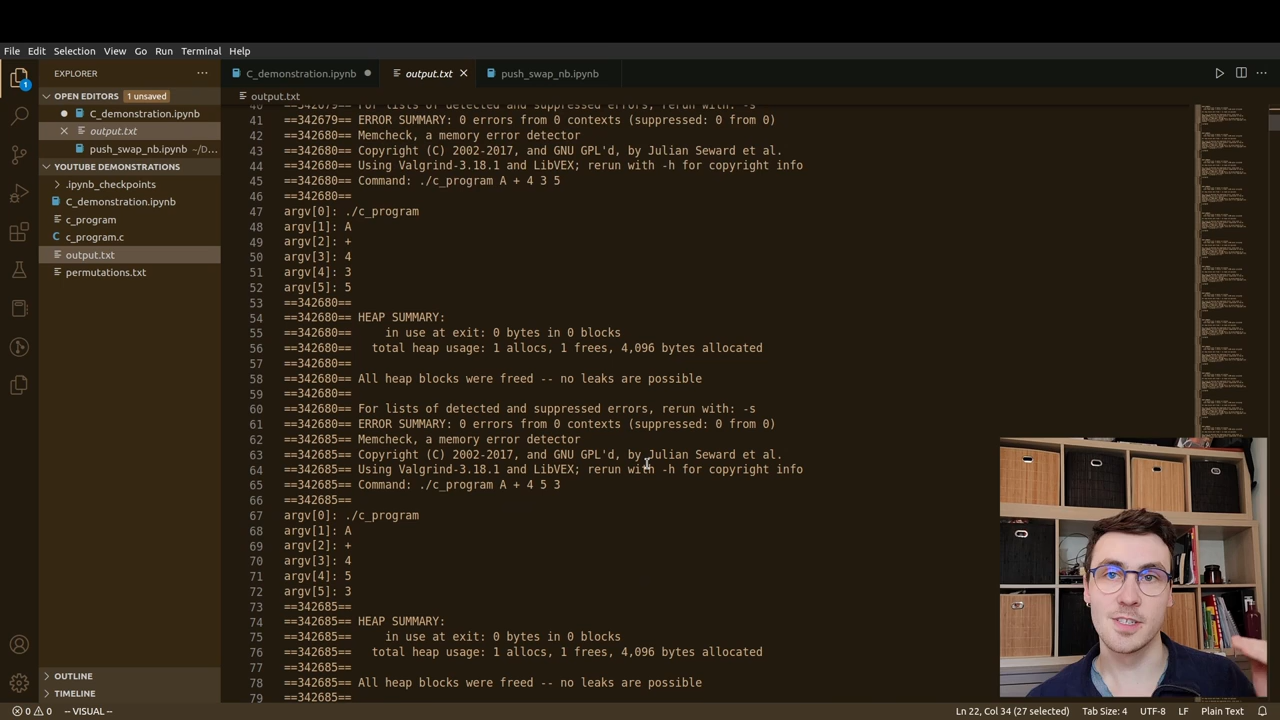 File Edit Selection View Go Run Terminal Help
EXPLORER
OPEN EDITORS 1 unsaved
C_demonstration.ipynb
output.txt
push_swap_nb.ipynb ~/D...
YOUTUBE DEMONSTRATIONS
.ipynb_checkpoints
C_demonstration.ipynb
c_program
c_program.c
output.txt
permutations.txt
OUTLINE
TIMELINE
1
C_demonstration.ipynb output.txt push_swap_nb.ipynb
output.txt
40 ==342679== For lists of detected and suppressed errors, rerun with: -s
41 ==342679== ERROR SUMMARY: 0 errors from 0 contexts (suppressed: 0 from 0)
42 ==342680== Memcheck, a memory error detector
43 ==342680== Copyright (C) 2002-2017, and GNU GPL'd, by Julian Seward et al.
44 ==342680== Using Valgrind-3.18.1 and LibVEX; rerun with -h for copyright info
45 ==342680== Command: ./c_program A + 4 3 5
46 ==342680==
47 argv[0]: ./c_program
48 argv[1]: A
49 argv[2]: +
50 argv[3]: 4
51 argv[4]: 3
52 argv[5]: 5
53 ==342680==
54 ==342680== HEAP SUMMARY:
55 ==342680== in use at exit: 0 bytes in 0 blocks
56 ==342680== total heap usage: 1 allocs, 1 frees, 4,096 bytes allocated
57 ==342680==
58 ==342680== All heap blocks were freed -- no leaks are possible
59 ==342680==
60 ==342680== For lists of detected and suppressed errors, rerun with: -s
61 ==342680== ERROR SUMMARY: 0 errors from 0 contexts (suppressed: 0 from 0)
62 ==342685== Memcheck, a memory error detector
63 ==342685== Copyright (C) 2002-2017, and GNU GPL'd, by Julian Seward et al.
64 ==342685== Using Valgrind-3.18.1 and LibVEX; rerun with -h for copyright info
65 ==342685== Command: ./c_program A + 4 5 3
66 ==342685==
67 argv[0]: ./c_program
68 argv[1]: A
69 argv[2]: +
70 argv[3]: 4
71 argv[4]: 5
72 argv[5]: 3
73 ==342685==
74 ==342685== HEAP SUMMARY:
75 ==342685== in use at exit: 0 bytes in 0 blocks
76 ==342685== total heap usage: 1 allocs, 1 frees, 4,096 bytes allocated
77 ==342685==
78 ==342685== All heap blocks were freed -- no leaks are possible
79 ==342685==
0 0 -- VISUAL -- Ln 22, Col 34 (27 selected) Tab Size: 4 UTF-8 LF Plain Text